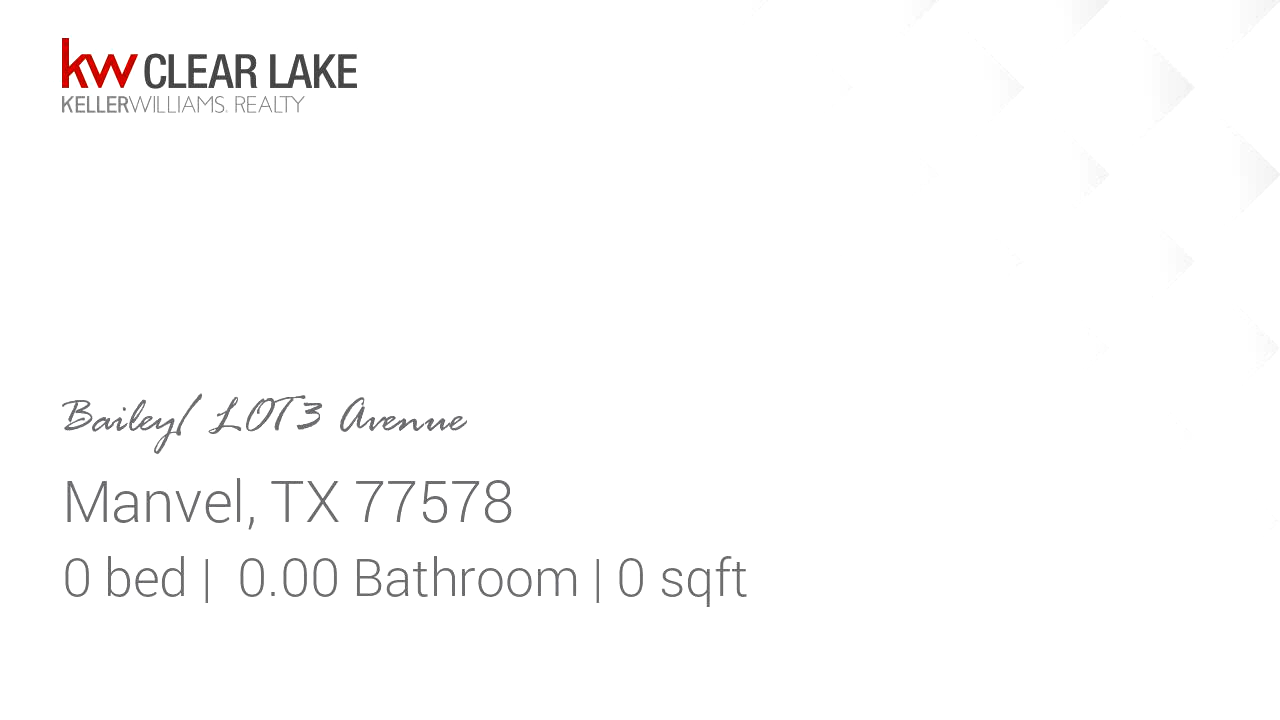 kw CLEAR LAKE
KELLERWILLIAMS. REALTY
Bailey/ LOT3 Avenue
Manvel, TX 77578
0 bed | 0.00 Bathroom | 0 sqft